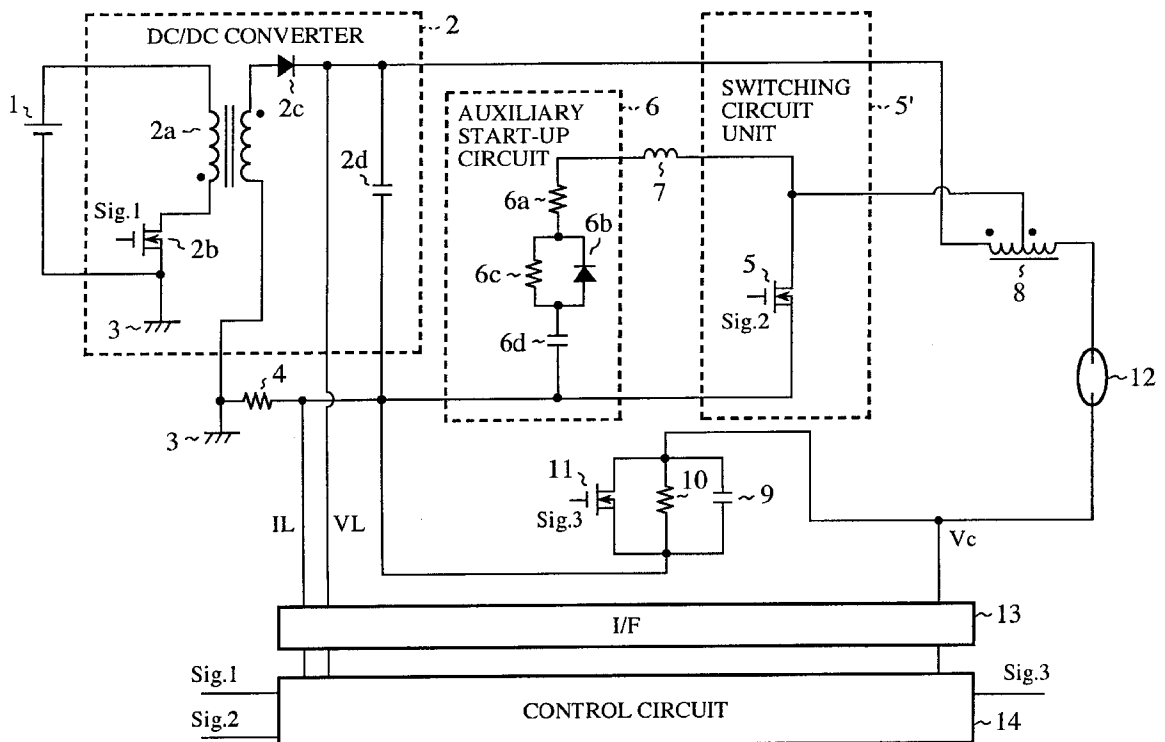 DC/DC CONVERTER
2
1
2a
2c
Sig.1
2b
3
2d
AUXILIARY
START-UP
CIRCUIT
6
6a
6b
6c
6d
7
SWITCHING
CIRCUIT
UNIT
5'
5
Sig.2
8
12
4
3
11
Sig.3
10
9
IL
VL
Vc
I/F
13
Sig.1
Sig.2
CONTROL CIRCUIT
Sig.3
14